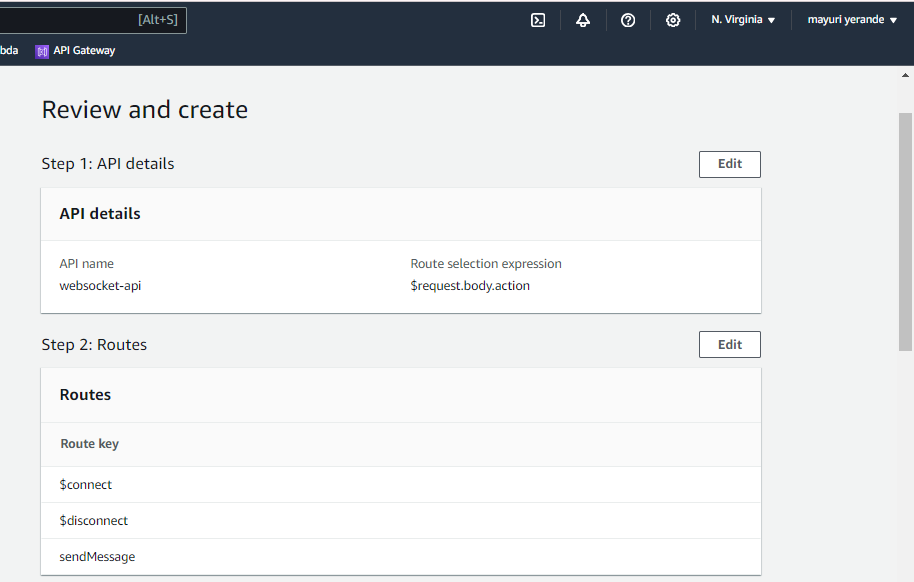 [Alt+S]
N. Virginia ▼
mayuri yerande ▼
bda
API Gateway
Review and create
Step 1: API details
Edit
API details
API name
Route selection expression
websocket-api
$request.body.action
Step 2: Routes
Edit
Routes
Route key
$connect
$disconnect
sendMessage